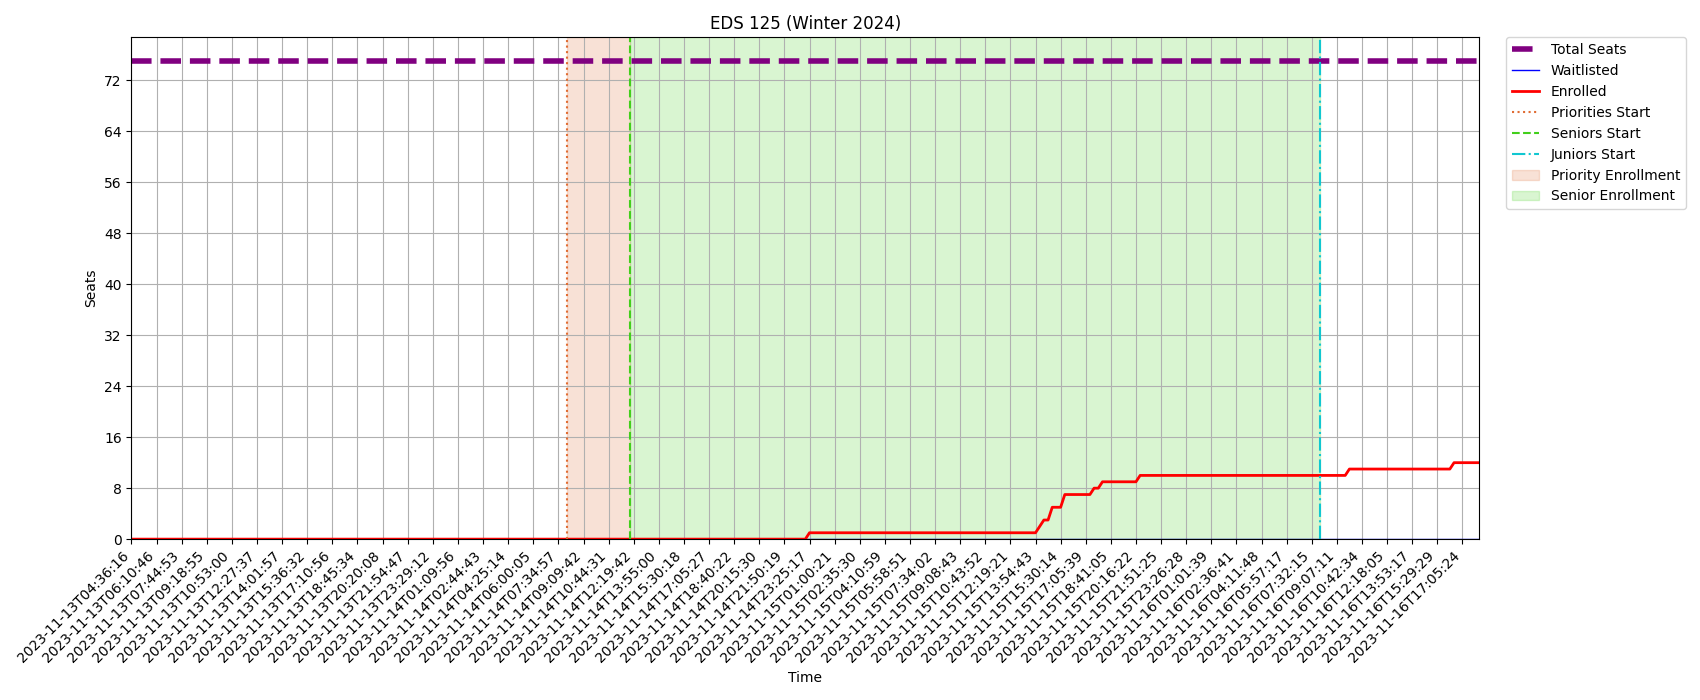 EDS 125 (Winter 2024)
Total Seats
Waitlisted
Enrolled
Priorities Start
Seniors Start
Juniors Start
Priority Enrollment
Senior Enrollment
Seats
72
64
56
48
40
32
24
16
8
0
2023-11-13T04:36:16
2023-11-13T06:10:46
2023-11-13T07:44:53
2023-11-13T09:18:55
2023-11-13T10:53:00
2023-11-13T12:27:37
2023-11-13T14:01:57
2023-11-13T15:36:32
2023-11-13T17:10:56
2023-11-13T18:45:34
2023-11-13T20:20:08
2023-11-13T21:54:47
2023-11-13T23:29:12
2023-11-14T01:09:56
2023-11-14T02:44:43
2023-11-14T04:25:14
2023-11-14T06:00:05
2023-11-14T07:34:57
2023-11-14T09:09:42
2023-11-14T10:44:31
2023-11-14T12:19:42
2023-11-14T13:55:00
2023-11-14T15:30:18
2023-11-14T17:05:27
2023-11-14T18:40:22
2023-11-14T20:15:30
2023-11-14T21:50:19
2023-11-14T23:25:17
2023-11-15T01:00:21
2023-11-15T02:35:30
2023-11-15T04:10:59
2023-11-15T05:58:51
2023-11-15T07:34:02
2023-11-15T09:08:43
2023-11-15T10:43:52
2023-11-15T12:19:21
2023-11-15T13:54:43
2023-11-15T15:30:14
2023-11-15T17:05:39
2023-11-15T18:41:05
2023-11-15T20:16:22
2023-11-15T21:51:25
2023-11-15T23:26:28
2023-11-16T01:01:39
2023-11-16T02:36:41
2023-11-16T04:11:48
2023-11-16T05:57:17
2023-11-16T07:32:15
2023-11-16T09:07:11
2023-11-16T10:42:34
2023-11-16T12:18:05
2023-11-16T13:53:17
2023-11-16T15:29:29
2023-11-16T17:05:24
Time